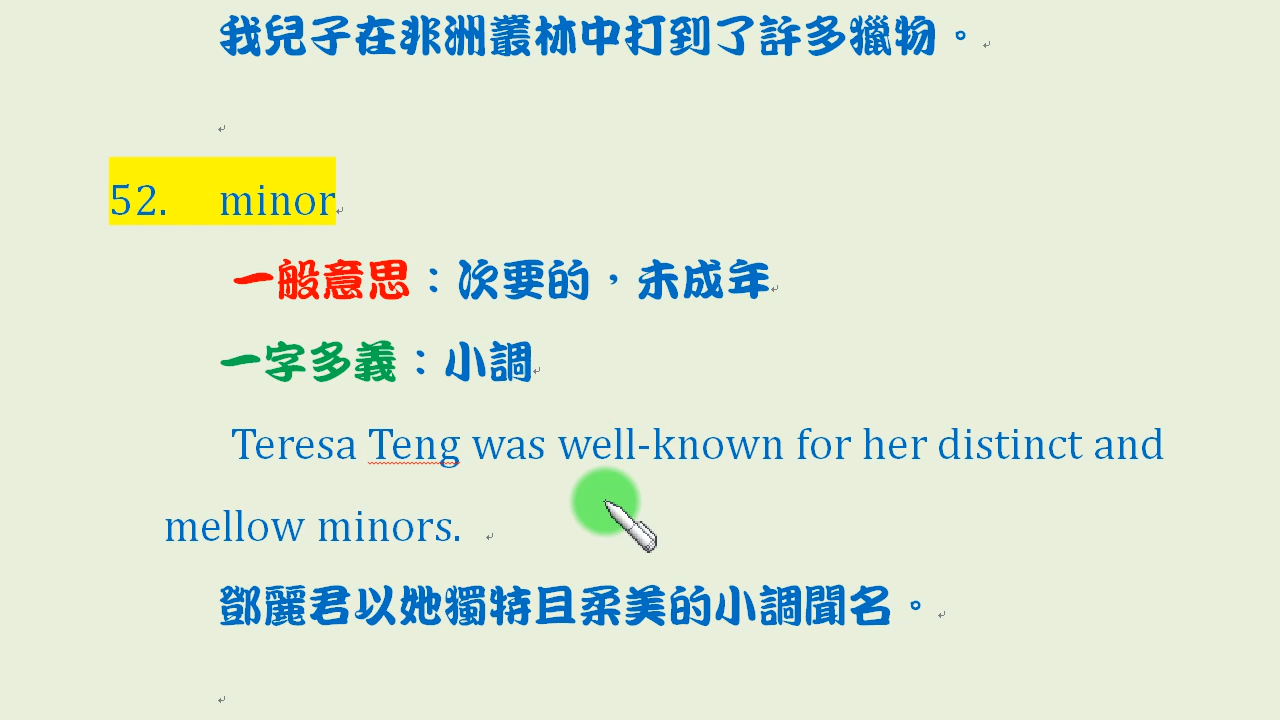 我兒子在非洲叢林中打到了許多獵物。
52. minor
一般意思：次要的，未成年
一字多義：小調
Teresa Teng was well-known for her distinct and
mellow minors.
鄧麗君以她獨特且柔美的小調聞名。